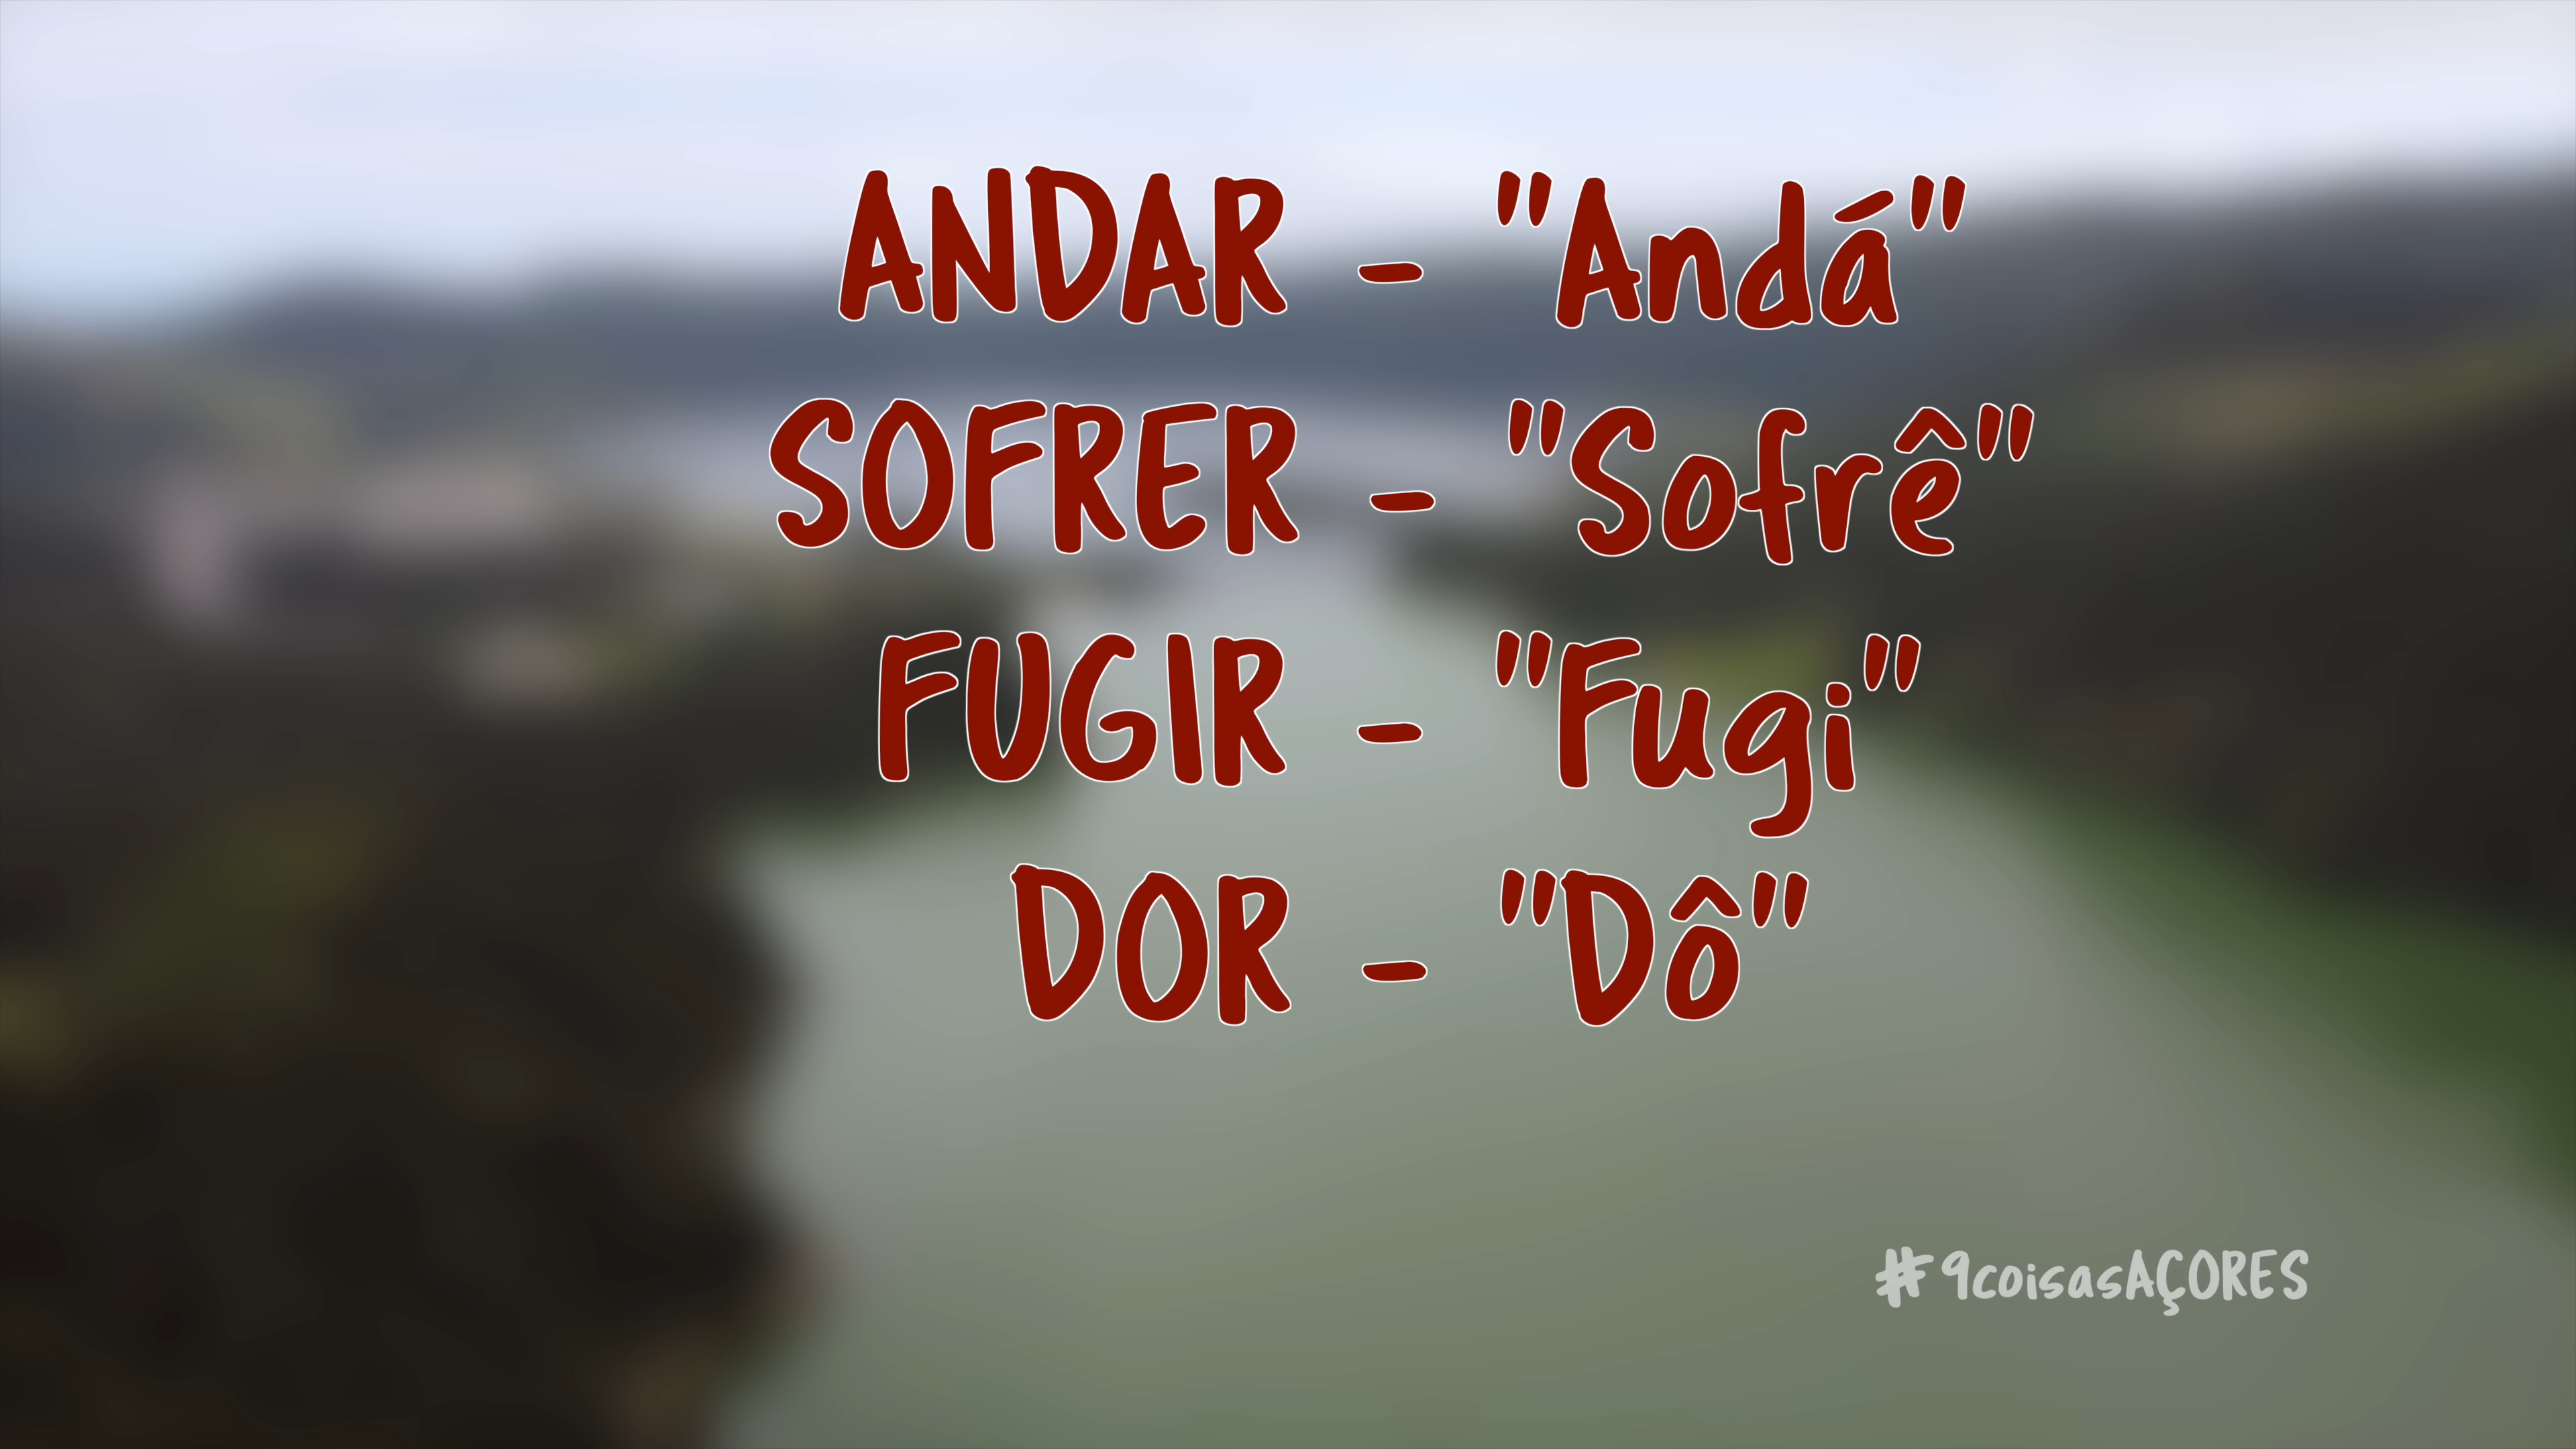 ANDAR - "Andá"
SOFRER - "Sofrê"
FUGIR - "Fugi"
DOR - "Dô"
#9coisasAÇORES